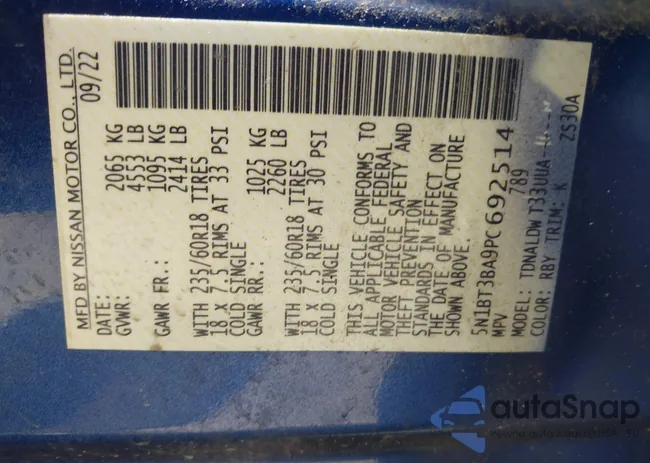 MFD BY NISSAN MOTOR CO., LTD.
DATE: 09/22
GVWR: 2065 KG
4553 LB
GAWR FR.: 1095 KG
2414 LB
WITH 235/60R18 TIRES
18 X 7.5 RIMS AT 33 PSI
COLD SINGLE
GAWR RR.: 1025 KG
2260 LB
WITH 235/60R18 TIRES
18 X 7.5 RIMS AT 30 PSI
COLD SINGLE
THIS VEHICLE CONFORMS TO
ALL APPLICABLE FEDERAL
MOTOR VEHICLE SAFETY AND
THEFT PREVENTION
STANDARDS IN EFFECT ON
THE DATE OF MANUFACTURE
SHOWN ABOVE.
5N1BT3BA9PC692514
MPV 789
MODEL: TDNALDW
COLOR: RBY TRIM: K ZS30A
autoSnap